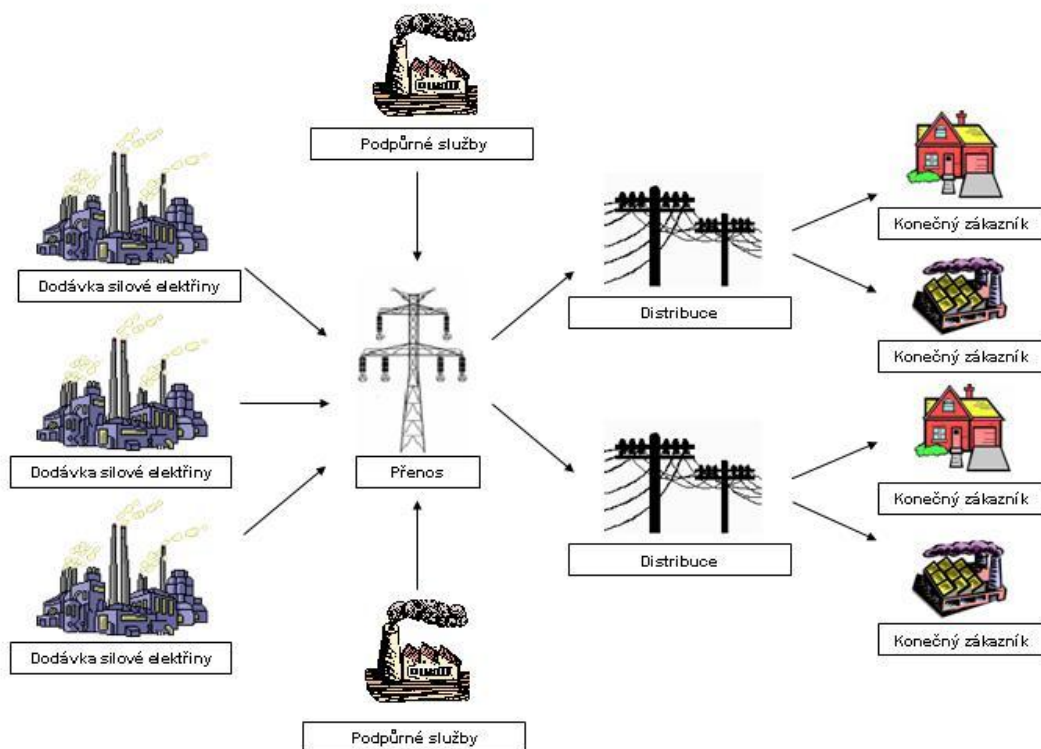 Podpůrné služby
Dodávka silové elektřiny
Distribuce
Konečný zákazník
Konečný zákazník
Dodávka silové elektřiny
Přenos
Distribuce
Konečný zákazník
Dodávka silové elektřiny
Konečný zákazník
Podpůrné služby